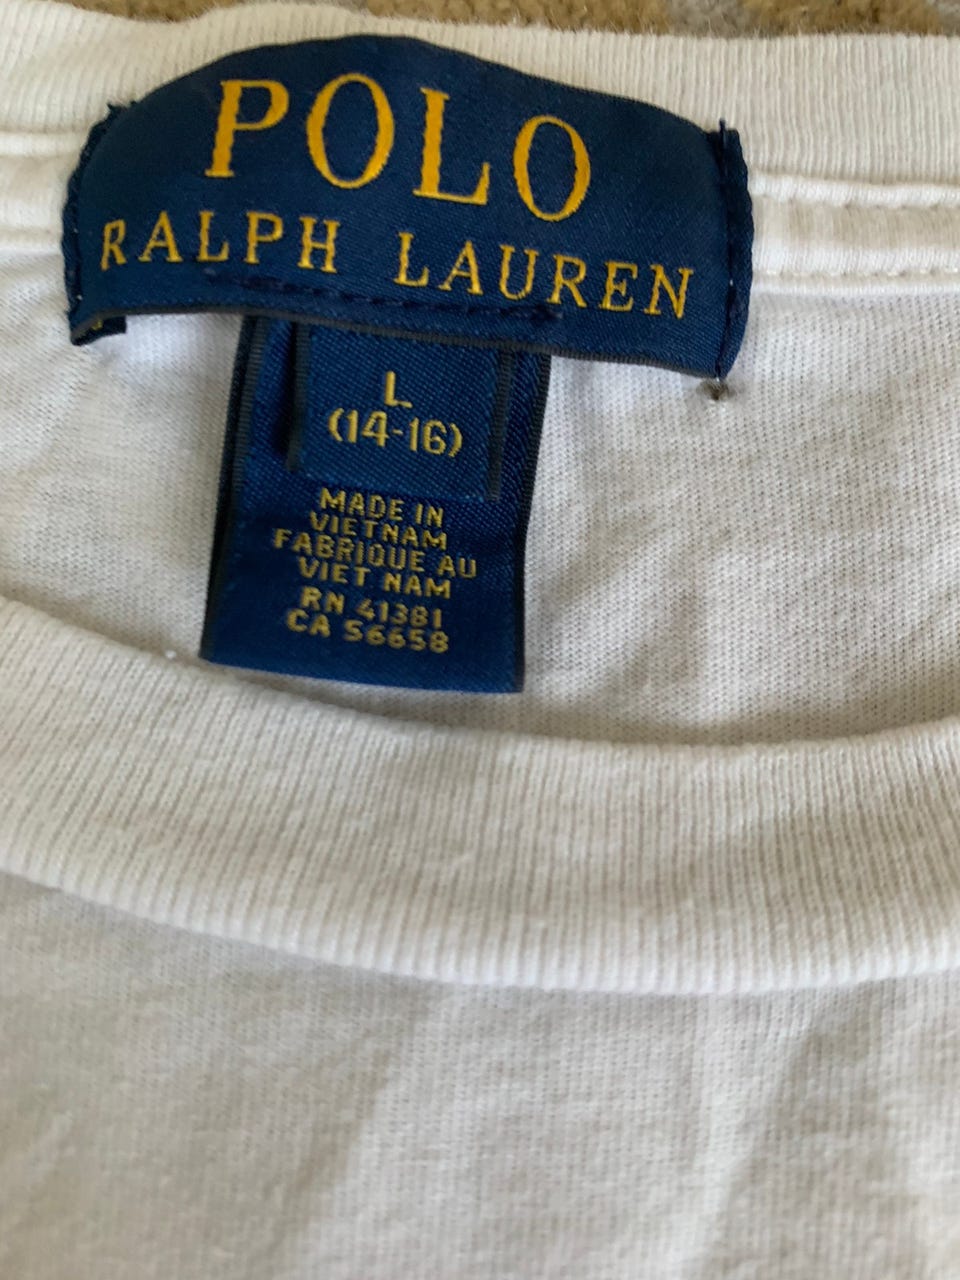 POLO
RALPH LAUREN
L
(14-16)
MADE IN
VIETNAM
FABRIQUE AU
VIET NAM
RN 41381
CA 56658